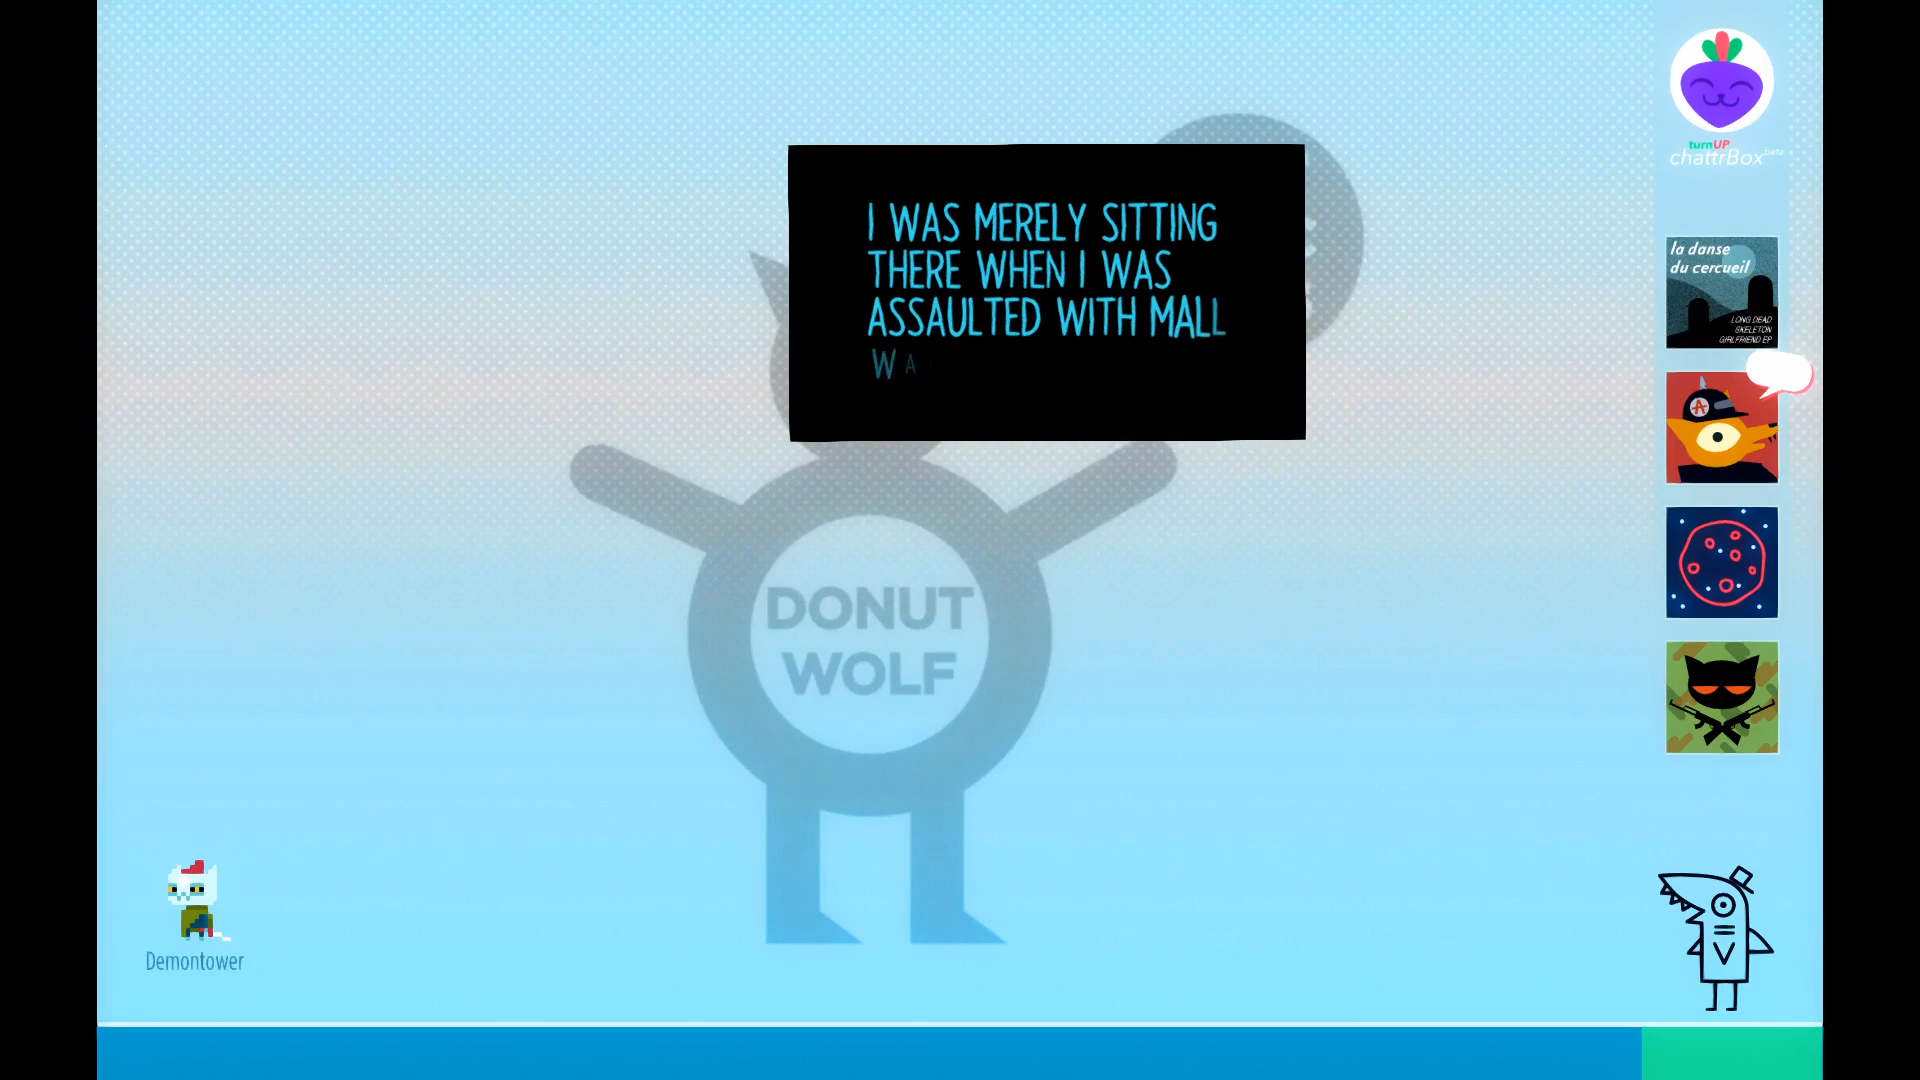 turnUP
chattrBox beta
I WAS MERELY SITTING
THERE WHEN I WAS
ASSAULTED WITH MALL
WA
la danse
du cercueil
LONG DEAD
SKELETON
GIRLFRIEND EP
A
DONUT
WOLF
Demontower